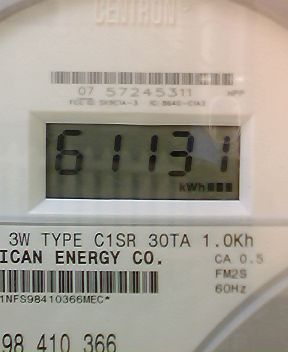 CENTRON
07 57245311 HPP
61131
kWh
3W TYPE C1SR 30TA 1.0Kh
ICAN ENERGY CO. CA 0.5
FM2S
1NFS98410366MEC* 60Hz
98 410 366